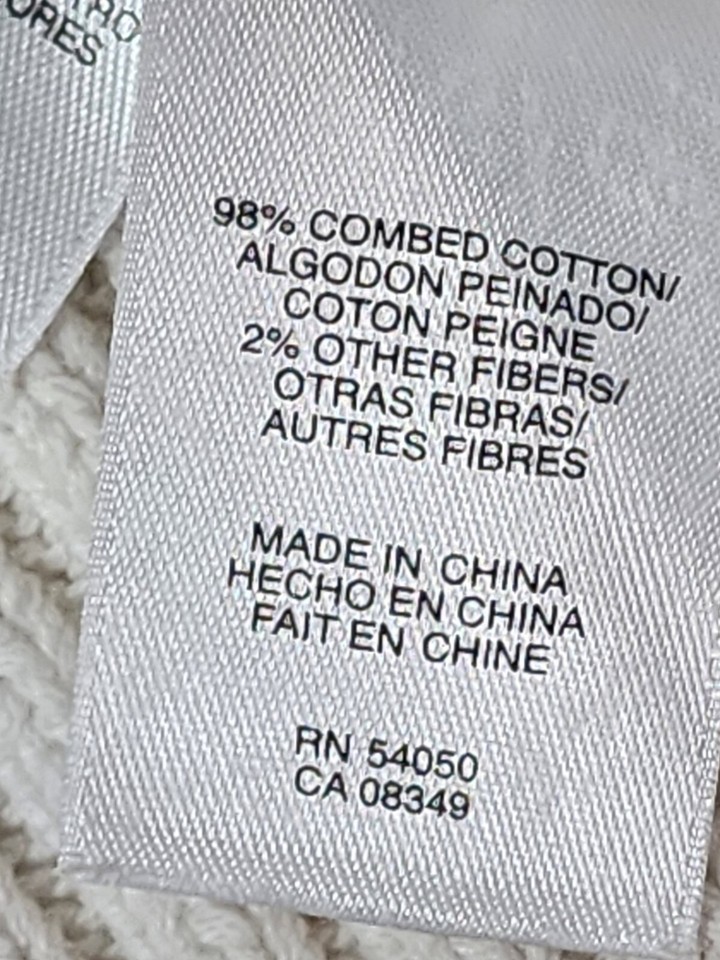 98% COMBED COTTON/
ALGODON PEINADO/
COTON PEIGNE
2% OTHER FIBERS/
OTRAS FIBRAS/
AUTRES FIBRES
MADE IN CHINA
HECHO EN CHINA
FAIT EN CHINE
RN 54050
CA 08349